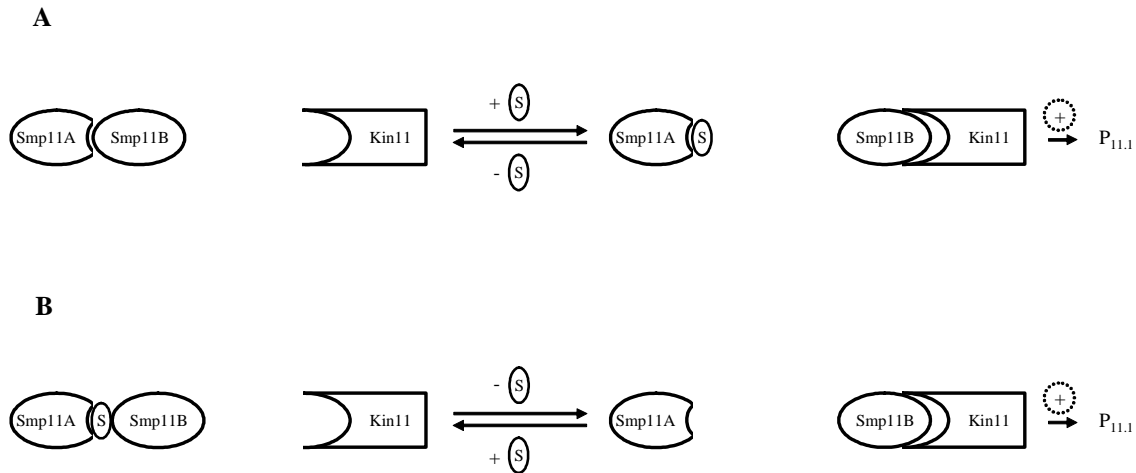 A
+ S
Smp11A Smp11B Kin11 Smp11A S Smp11B Kin11 + P11.1
- S
B
- S
Smp11A S Smp11B Kin11 Smp11A Smp11B Kin11 + P11.1
+ S